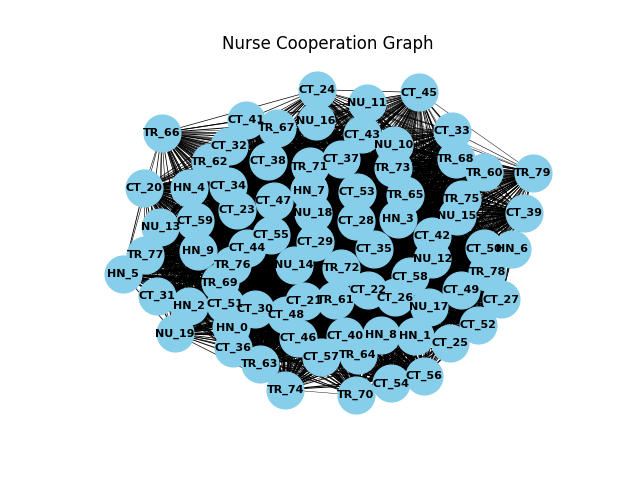 Nurse Cooperation Graph
CT_24
CT_45
NU_11
CT_41
NU_16
TR_67
CT_33
TR_66
CT_43
CT_32
NU_10
CT_37
TR_68
CT_38
TR_62
TR_71
TR_73
TR_60
TR_79
CT_34
CT_20
HN_4
HN_7
CT_53
TR_65
TR_75
CT_47
CT_23
NU_18
CT_39
NU_15
HN_3
CT_59
CT_28
NU_13
CT_55
CT_42
CT_29
CT_44
CT_35
CT_50
HN_6
HN_9
TR_77
NU_12
TR_76
NU_14
TR_72
TR_78
HN_5
CT_58
TR_69
CT_22
CT_49
CT_31
CT_26
CT_27
CT_21
TR_61
CT_51
HN_2
NU_17
CT_30
CT_48
CT_52
HN_0
NU_19
HN_8
CT_40
HN_1
CT_46
CT_25
CT_36
TR_64
CT_57
TR_63
CT_56
CT_54
TR_74
TR_70